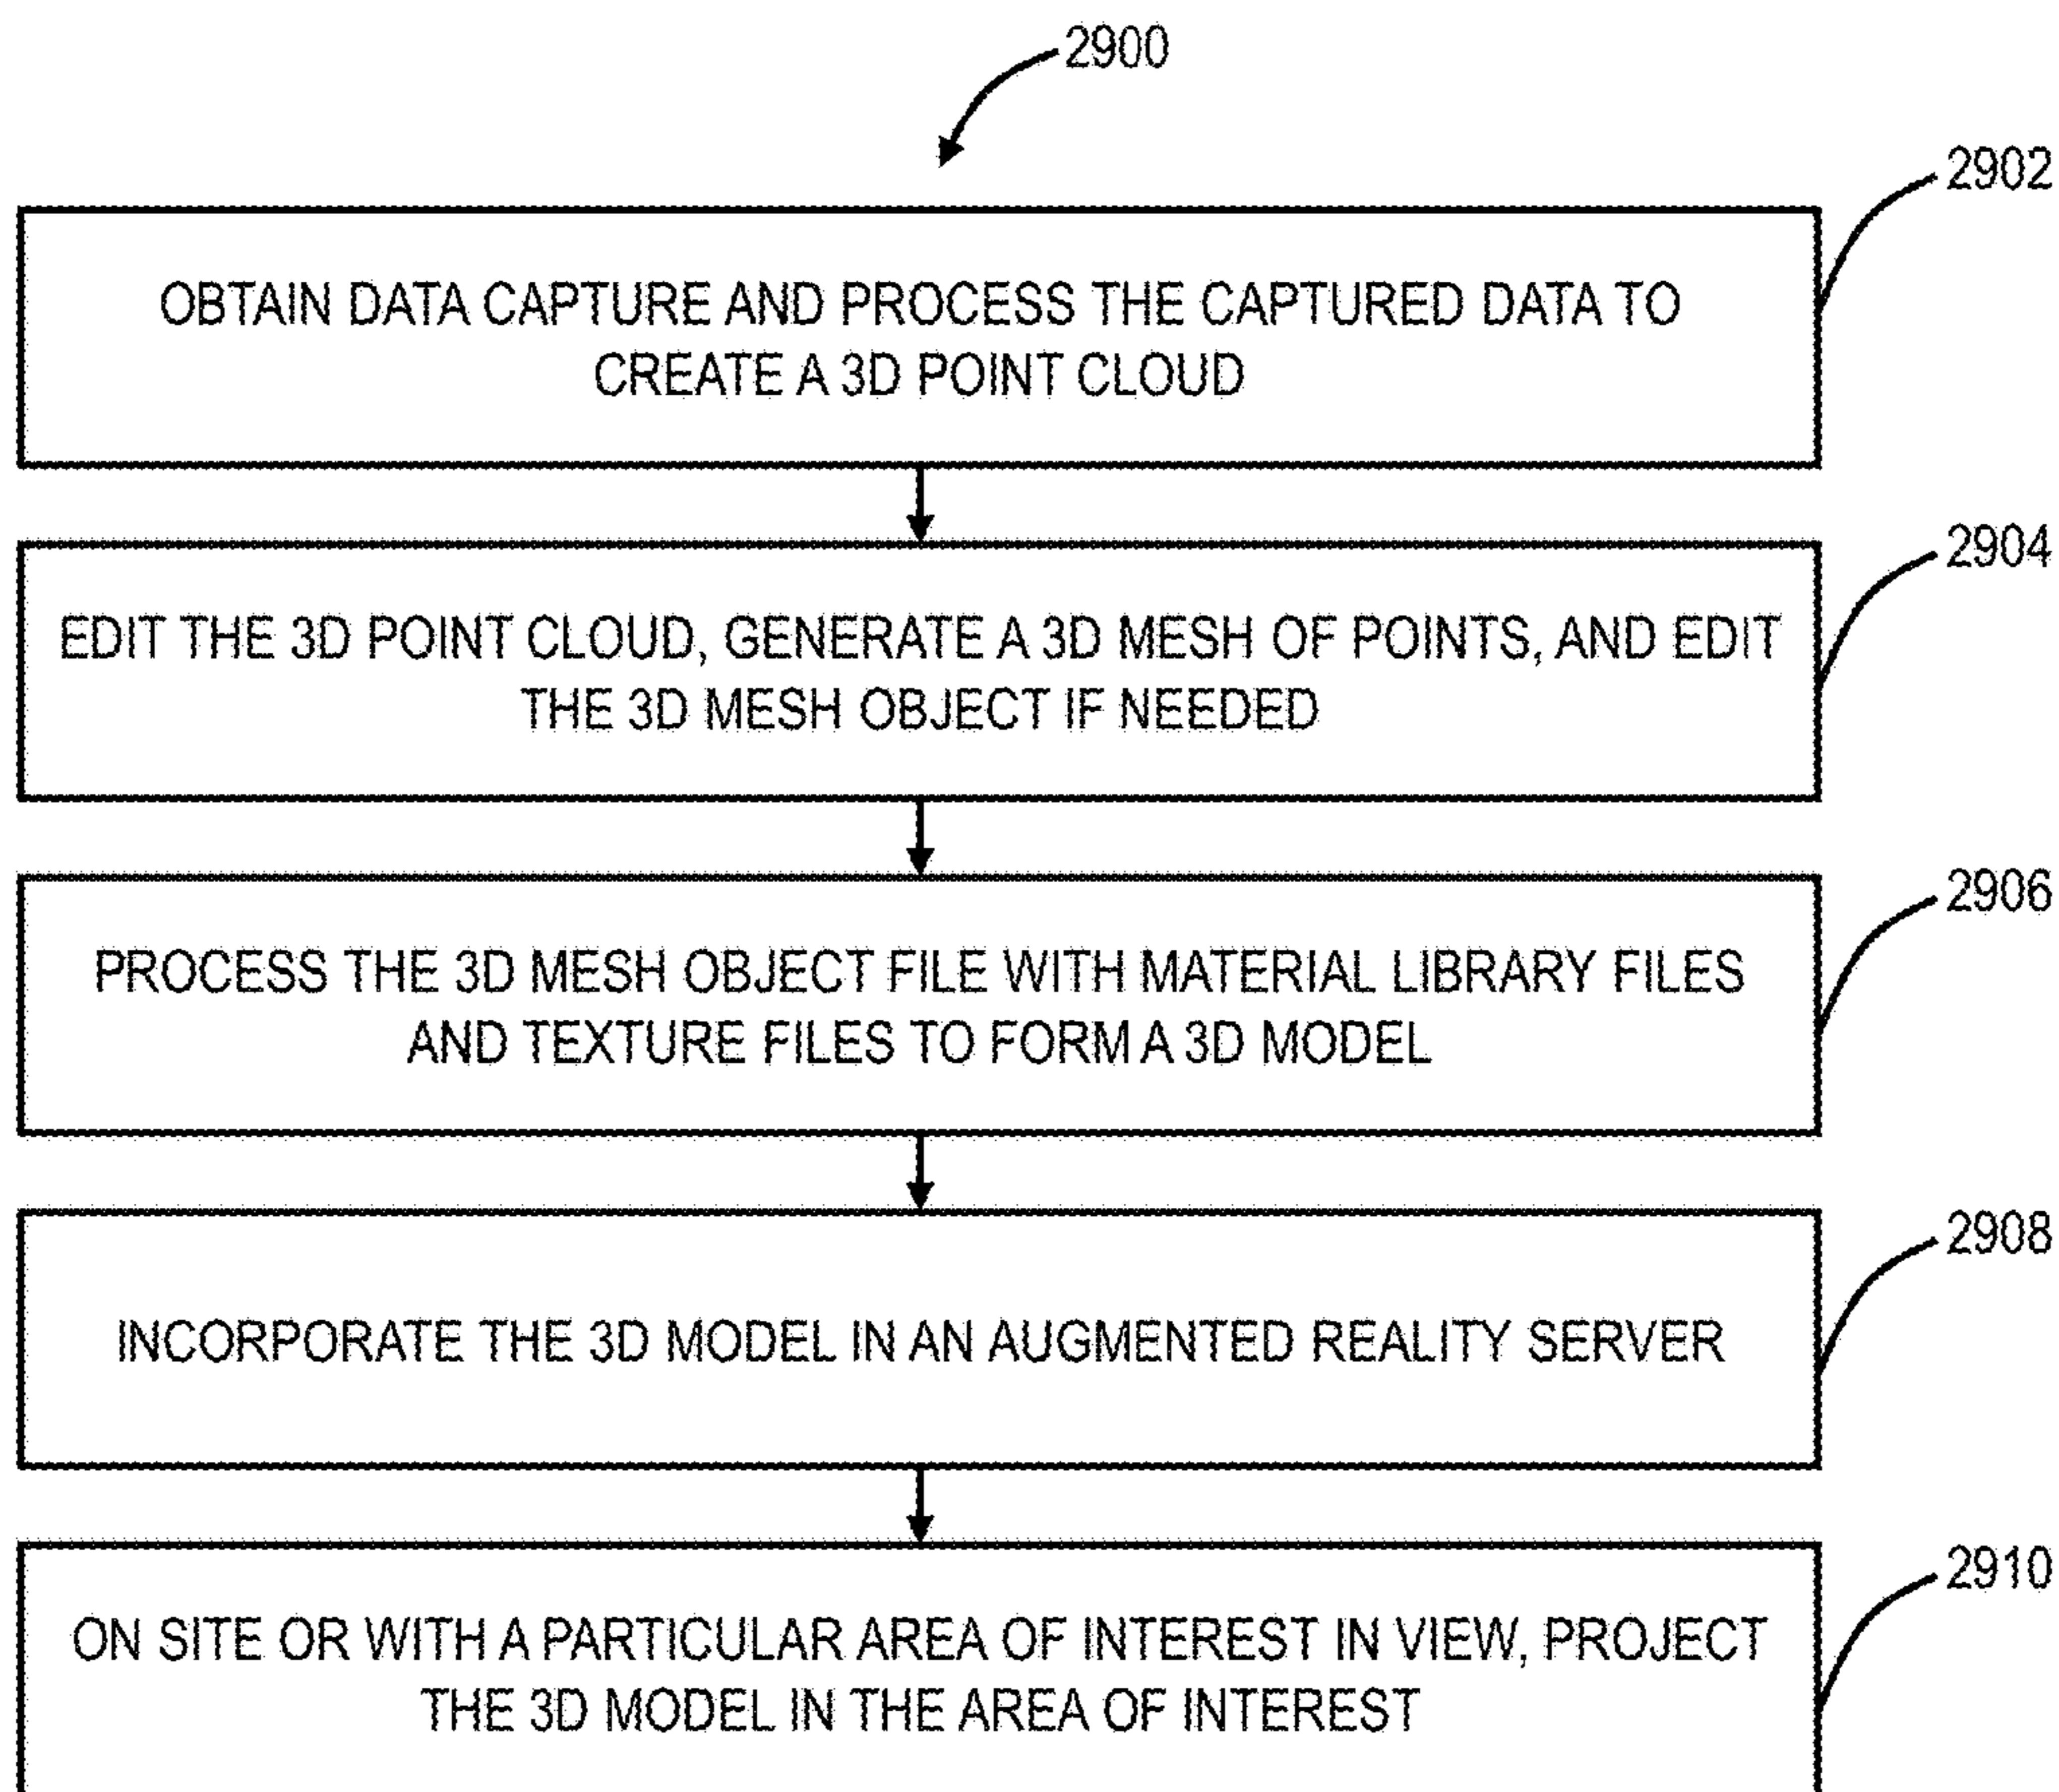 2900
2902
OBTAIN DATA CAPTURE AND PROCESS THE CAPTURED DATA TO
CREATE A 3D POINT CLOUD
2904
EDIT THE 3D POINT CLOUD, GENERATE A 3D MESH OF POINTS, AND EDIT
THE 3D MESH OBJECT IF NEEDED
2906
PROCESS THE 3D MESH OBJECT FILE WITH MATERIAL LIBRARY FILES
AND TEXTURE FILES TO FORM A 3D MODEL
2908
INCORPORATE THE 3D MODEL IN AN AUGMENTED REALITY SERVER
2910
ON SITE OR WITH A PARTICULAR AREA OF INTEREST IN VIEW, PROJECT
THE 3D MODEL IN THE AREA OF INTEREST